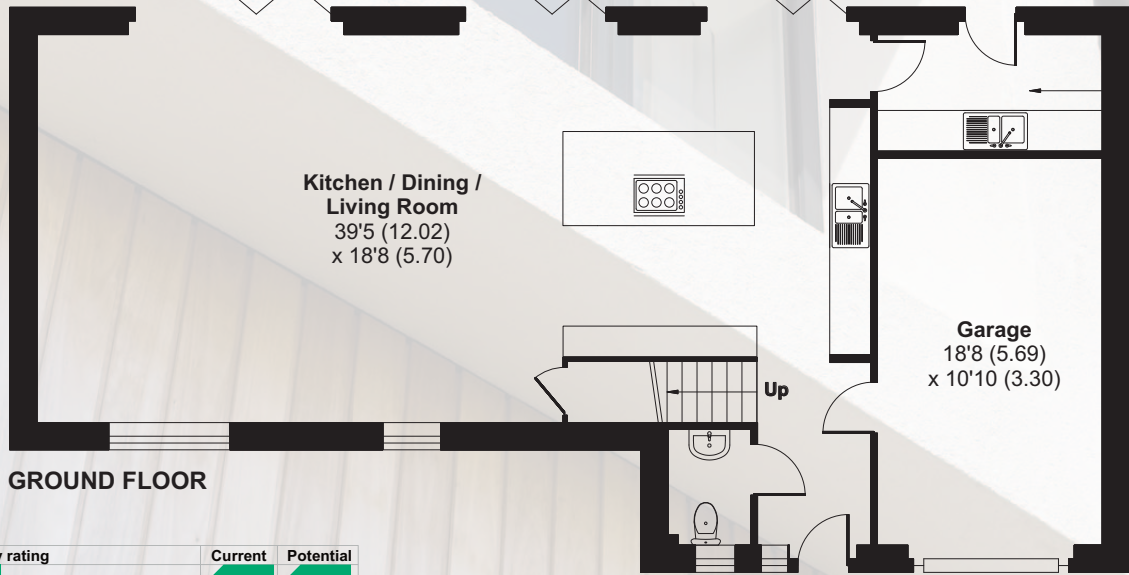 Kitchen / Dining /
Living Room
39'5 (12.02)
x 18'8 (5.70)
Garage
18'8 (5.69)
x 10'10 (3.30)
Up
GROUND FLOOR
rating
Current
Potential